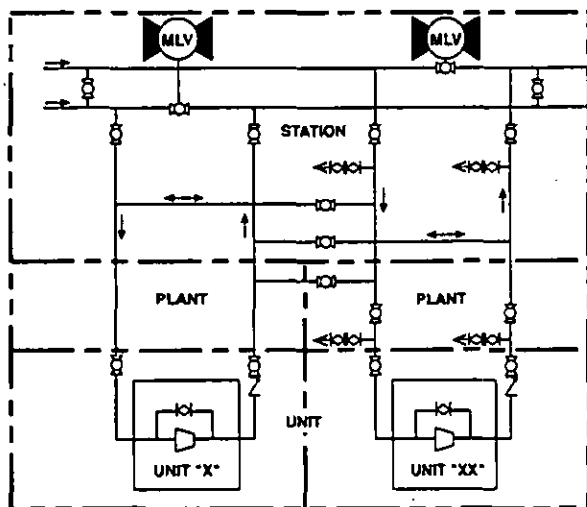 MLV
MLV
STATION
PLANT
PLANT
UNIT
UNIT "X"
UNIT "XX"